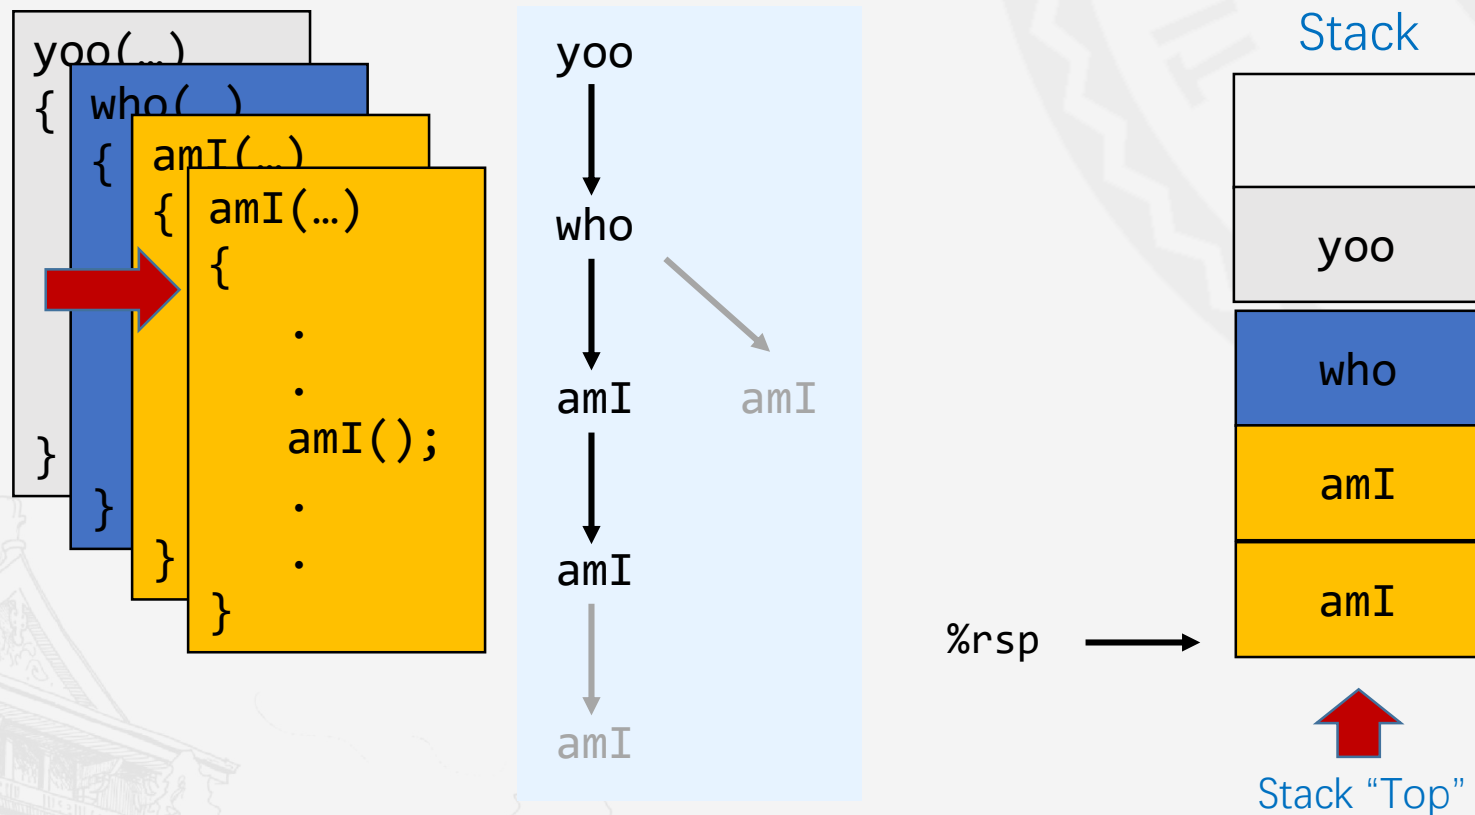 yoo(…)
{
who(…)
{
amI(…)
{
amI(…)
{
.
.
amI();
.
.
}
}
}
}
yoo
who
amI
amI
amI
amI
%rsp
Stack
yoo
who
amI
amI
Stack “Top”